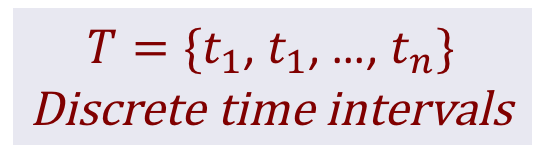 T = {t₁, t₁, ..., tₙ}
Discrete time intervals